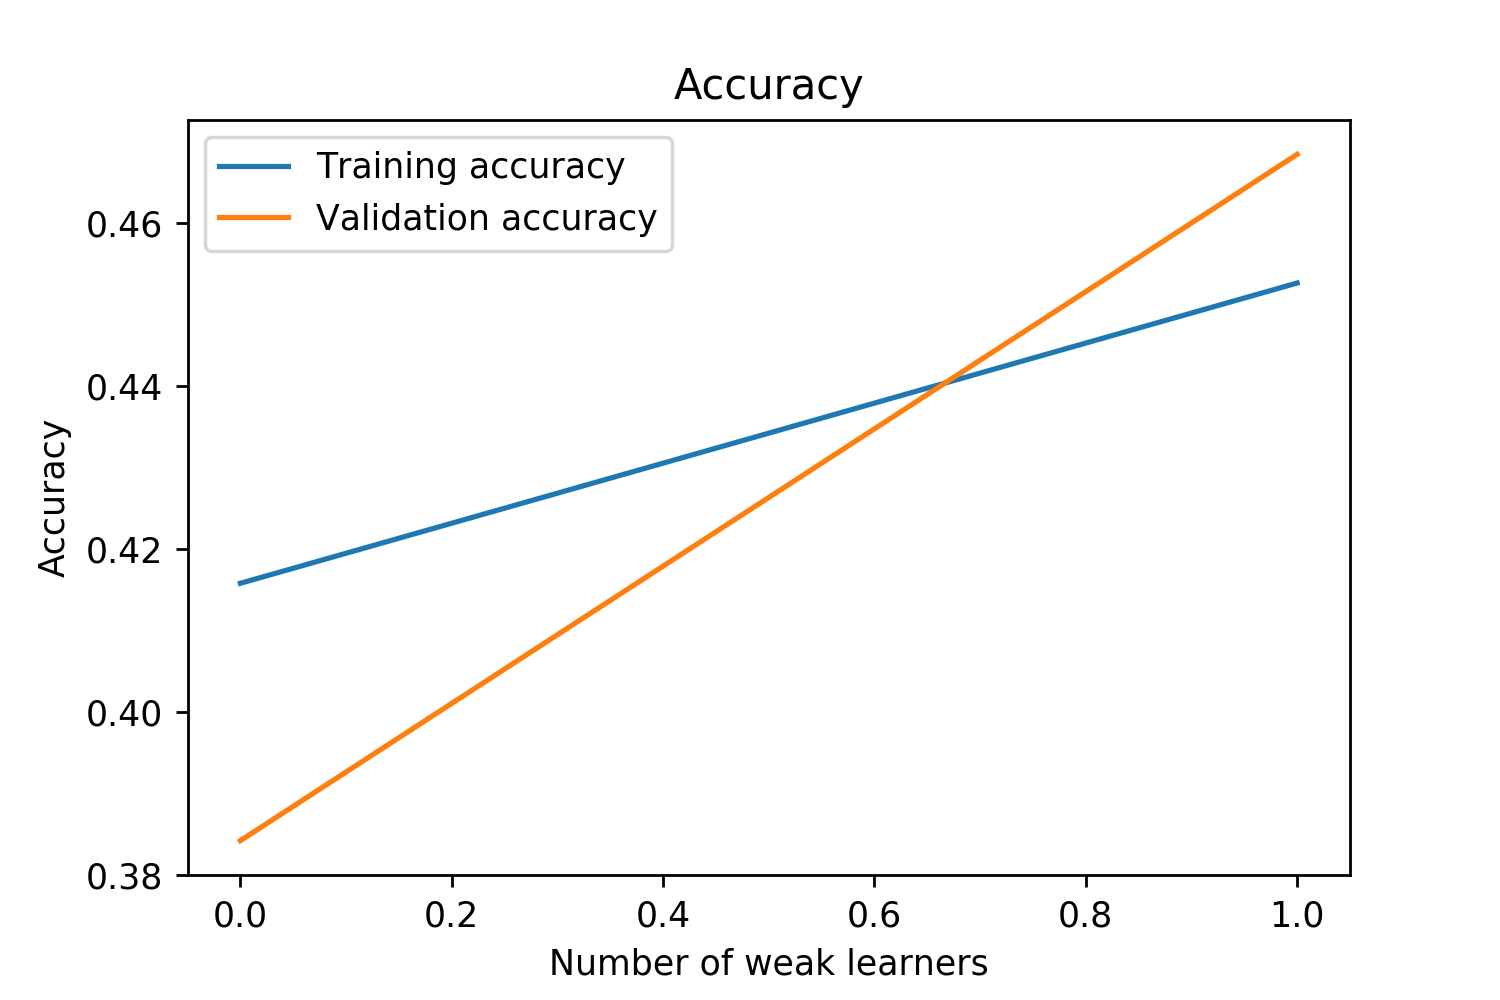 Accuracy
Training accuracy
Validation accuracy
0.46
0.44
0.42
0.40
0.38
Accuracy
0.0 0.2 0.4 0.6 0.8 1.0
Number of weak learners